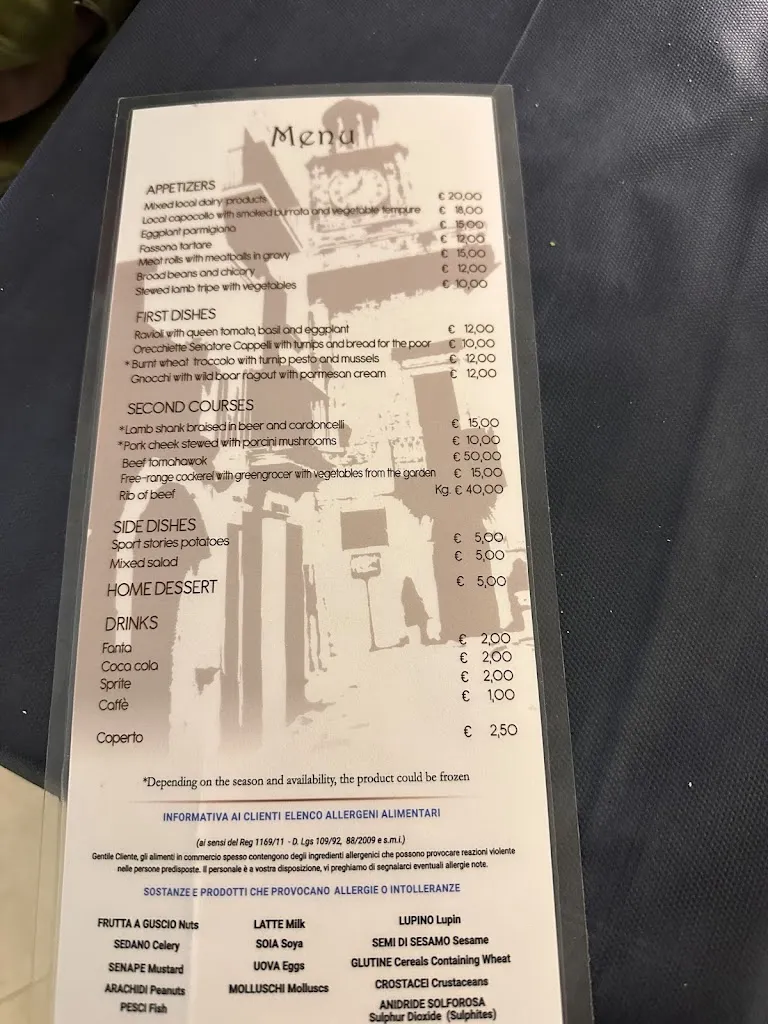 Menu
APPETIZERS
Mixed local dairy products € 20,00
Local capocollo with smoked burrata and vegetable tempure € 18,00
Eggplant parmigiana € 15,00
Fassona tartare € 12,00
Meat rolls with meatballs in gravy € 15,00
Broad beans and chicory € 12,00
Stewed lamb tripe with vegetables € 10,00
FIRST DISHES
Ravioli with queen tomato, basil and eggplant € 12,00
Orecchiette Senatore Cappelli with turnips and bread for the poor € 10,00
*Burnt wheat troccolo with turnip pesto and mussels € 12,00
Gnocchi with wild boar ragout with parmesan cream € 12,00
SECOND COURSES
*Lamb shank braised in beer and cardoncelli € 15,00
*Pork cheek stewed with porcini mushrooms € 10,00
Beef tomahawok € 50,00
Free-range cockerel with greengrocer with vegetables from the garden € 15,00
Rib of beef Kg. € 40,00
SIDE DISHES
Sport stories potatoes € 5,00
Mixed salad € 5,00
HOME DESSERT € 5,00
DRINKS
Fanta € 2,00
Coca cola € 2,00
Sprite € 2,00
Caffè € 1,00
Coperto € 2,50
*Depending on the season and availability, the product could be frozen
INFORMATIVA AI CLIENTI ELENCO ALLERGENI ALIMENTARI
(ai sensi del Reg 1169/11 - D. Lgs 109/92, 88/2009 e s.m.i.)
Gentile Cliente, gli alimenti in commercio spesso contengono degli ingredienti allergenici che possono provocare reazioni violente
nelle persone predisposte. Il personale è a vostra disposizione, vi preghiamo di segnalarci eventuali allergie note.
SOSTANZE E PRODOTTI CHE PROVOCANO ALLERGIE O INTOLLERANZE
FRUTTA A GUSCIO Nuts LATTE Milk LUPINO Lupin
SEDANO Celery SOIA Soya SEMI DI SESAMO Sesame
SENAPE Mustard UOVA Eggs GLUTINE Cereals Containing Wheat
ARACHIDI Peanuts MOLLUSCHI Molluscs CROSTACEI Crustaceans
PESCI Fish ANIDRIDE SOLFOROSA
Sulphur Dioxide (Sulphites)